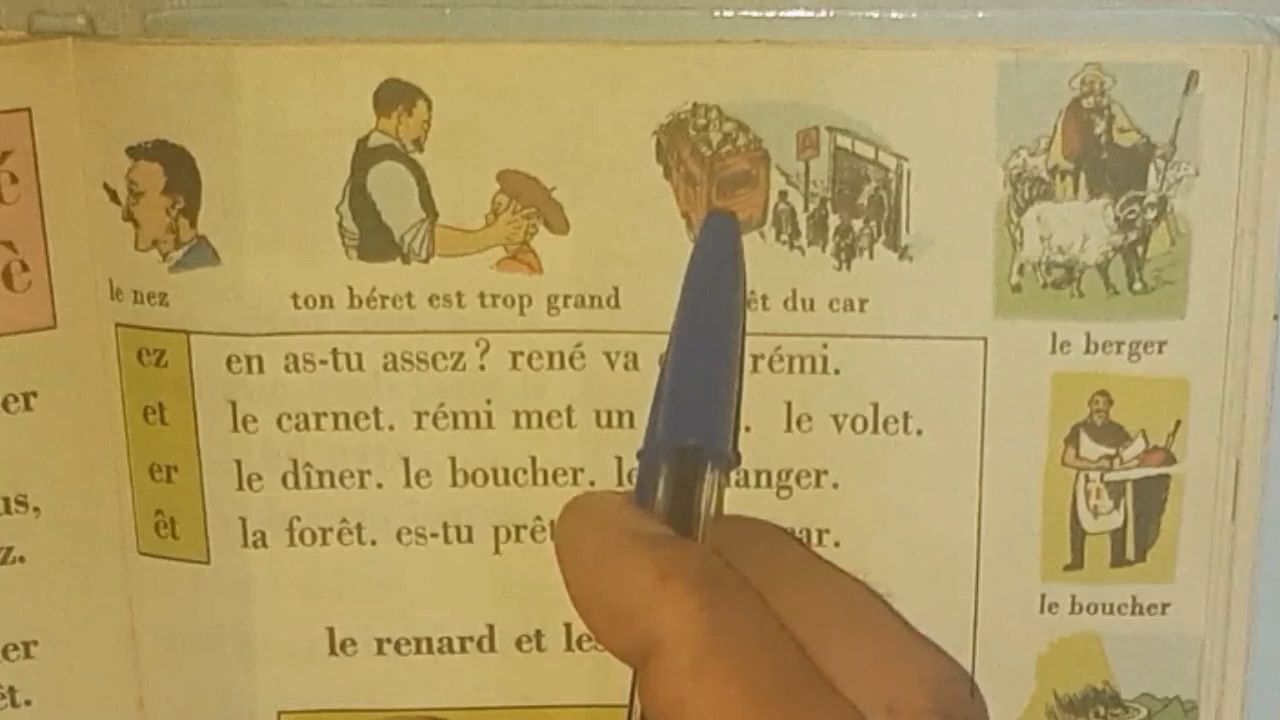 é
è
er
us,
z.
er
êt.
A
le nez
ton béret est trop grand
êt du car
le berger
ez en as-tu assez ? rené va rémi.
et le carnet. rémi met un . le volet.
er le dîner. le boucher. le anger.
êt la forêt. es-tu prêt ar.
le boucher
le renard et les